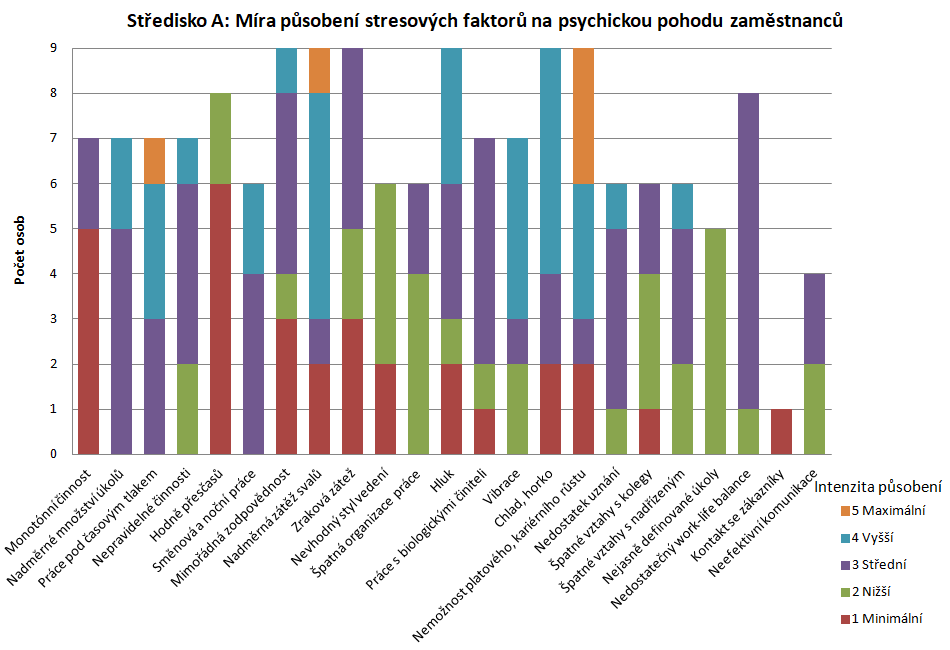 Středisko A: Míra působení stresových faktorů na psychickou pohodu zaměstnanců
Počet osob
9
8
7
6
5
4
3
2
1
0
Monotónní činnost
Nadměrné množství úkolů
Práce pod časovým tlakem
Nepravidelné činnosti
Hodně přesčasů
Směnová a noční práce
Mimořádná zodpovědnost
Nadměrná zátěž svalů
Zraková zátěž
Nevhodný styl vedení
Špatná organizace práce
Hluk
Práce s biologickými činiteli
Vibrace
Chlad, horko
Nemožnost platového, kariérního růstu
Nedostatek uznání
Špatné vztahy s kolegy
Špatné vztahy s nadřízeným
Nejasně definované úkoly
Nedostatečný work-life balance
Kontakt se zákazníky
Neefektivní komunikace
Intenzita působení
5 Maximální
4 Vyšší
3 Střední
2 Nižší
1 Minimální